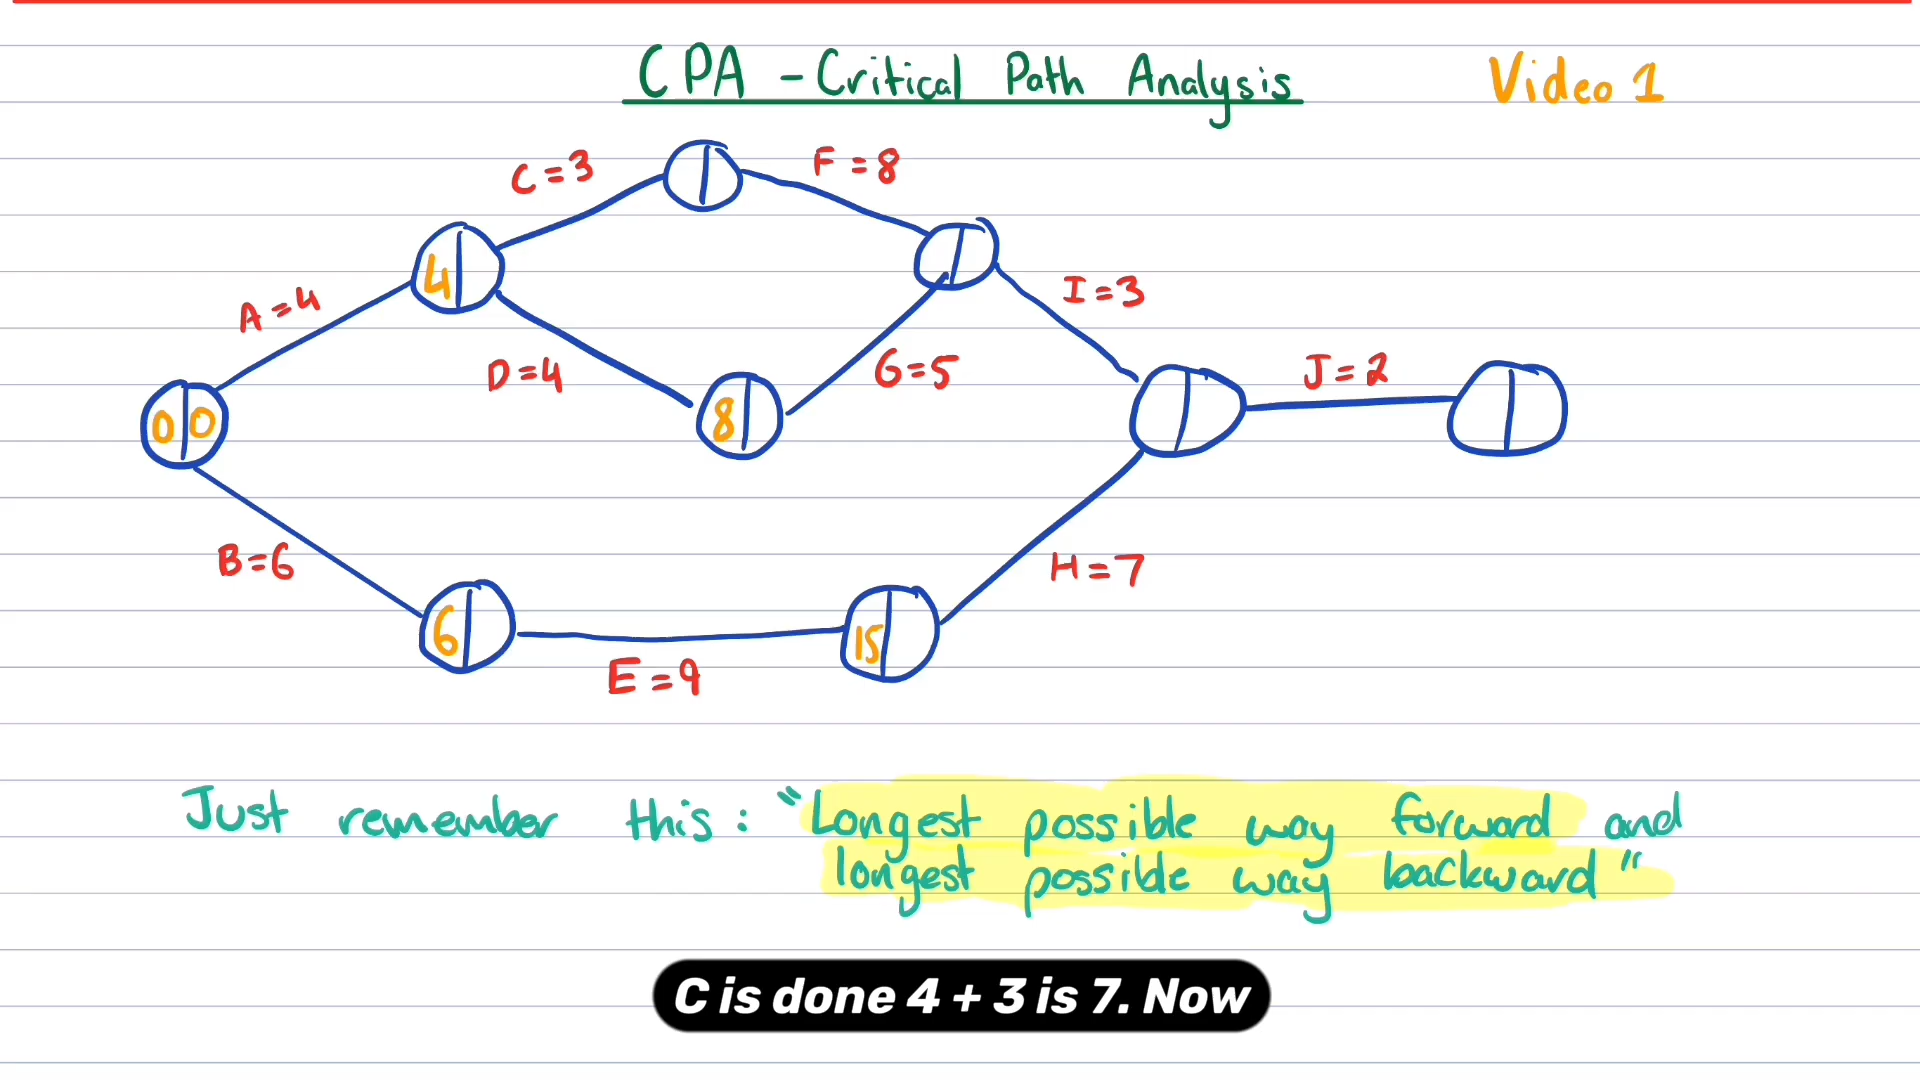 CPA - Critical Path Analysis
Video 1
C = 3
F = 8
4
A = 4
I = 3
D = 4
G = 5
J = 2
0 0
8
B = 6
H = 7
6
15
E = 9
Just remember this: "Longest possible way forward and
longest possible way backward"
C is done 4 + 3 is 7. Now